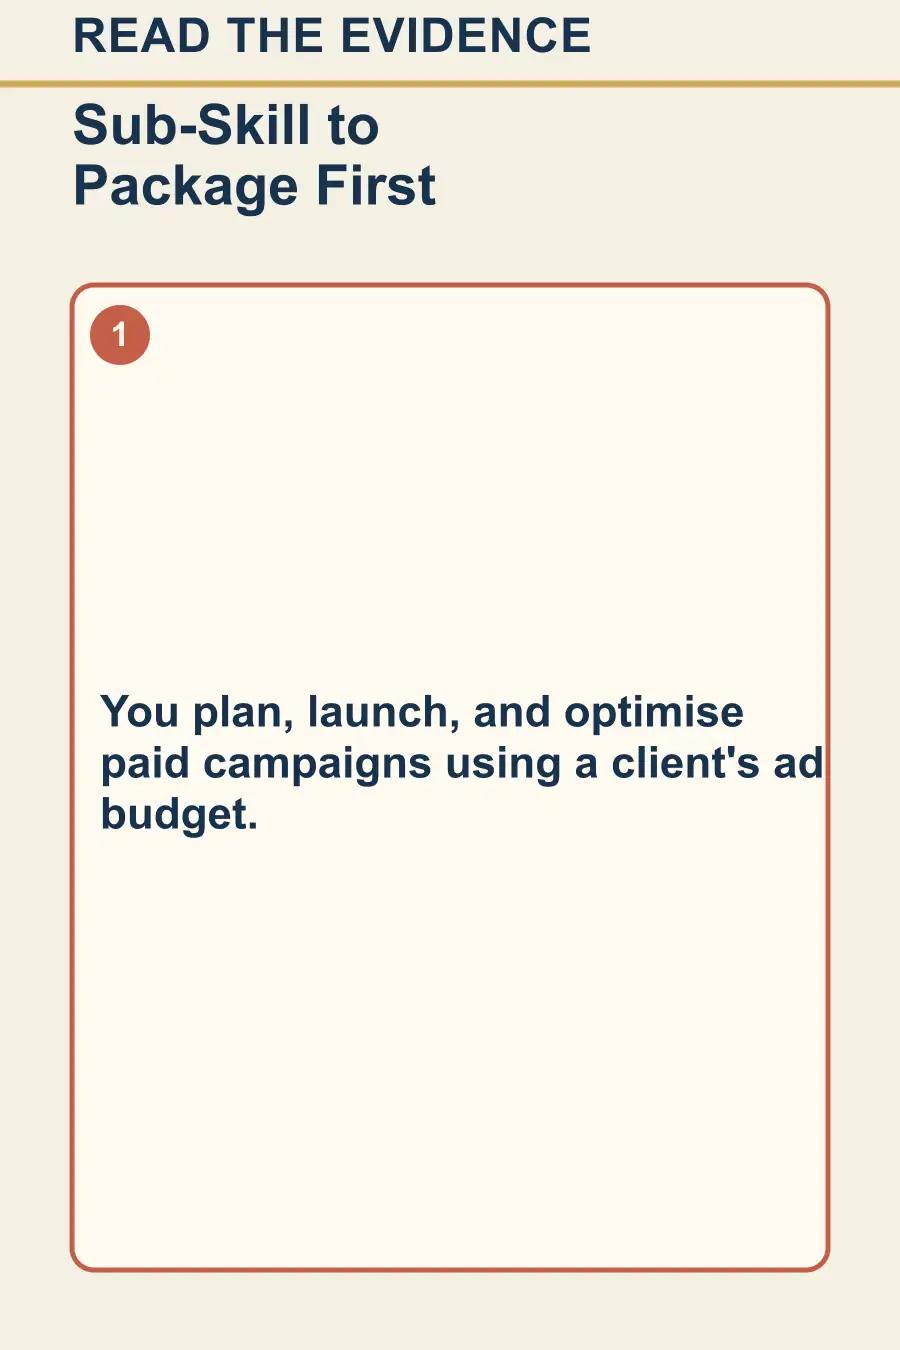 READ THE EVIDENCE
Sub-Skill to
Package First
1
You plan, launch, and optimise
paid campaigns using a client's ad
budget.